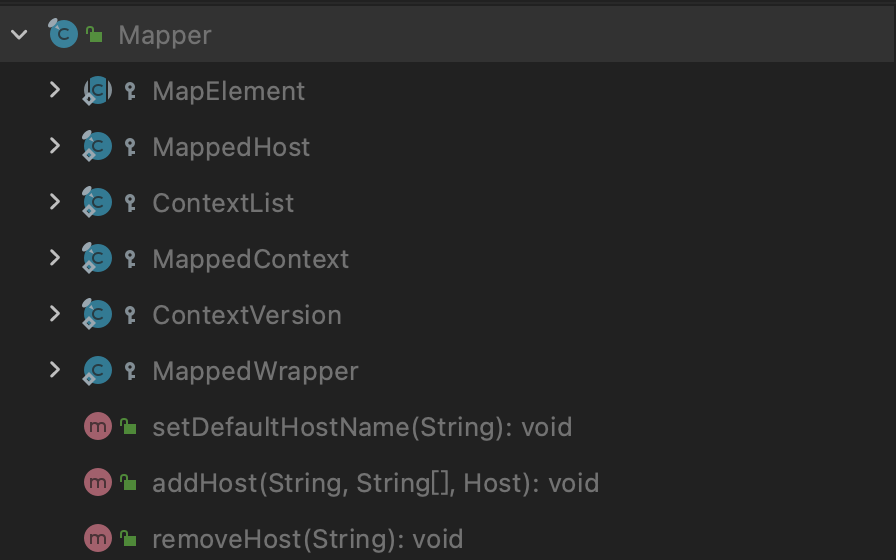 Mapper
MapElement
MappedHost
ContextList
MappedContext
ContextVersion
MappedWrapper
setDefaultHostName(String): void
addHost(String, String[], Host): void
removeHost(String): void